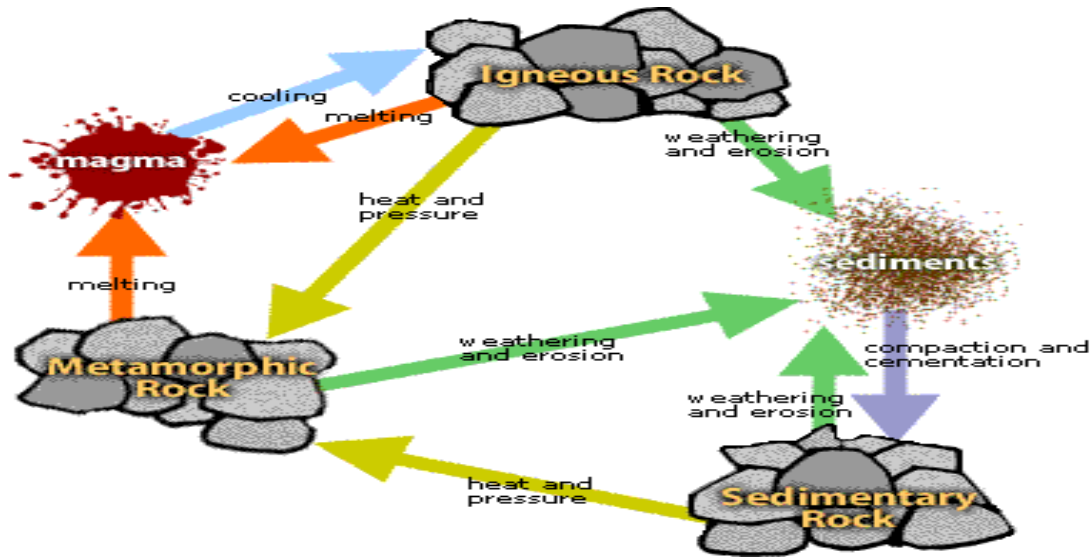 Igneous Rock
cooling
melting
magma
weathering
and erosion
heat and
pressure
sediments
melting
weathering
and erosion
compaction and
cementation
Metamorphic
Rock
weathering
and erosion
heat and
pressure
Sedimentary
Rock